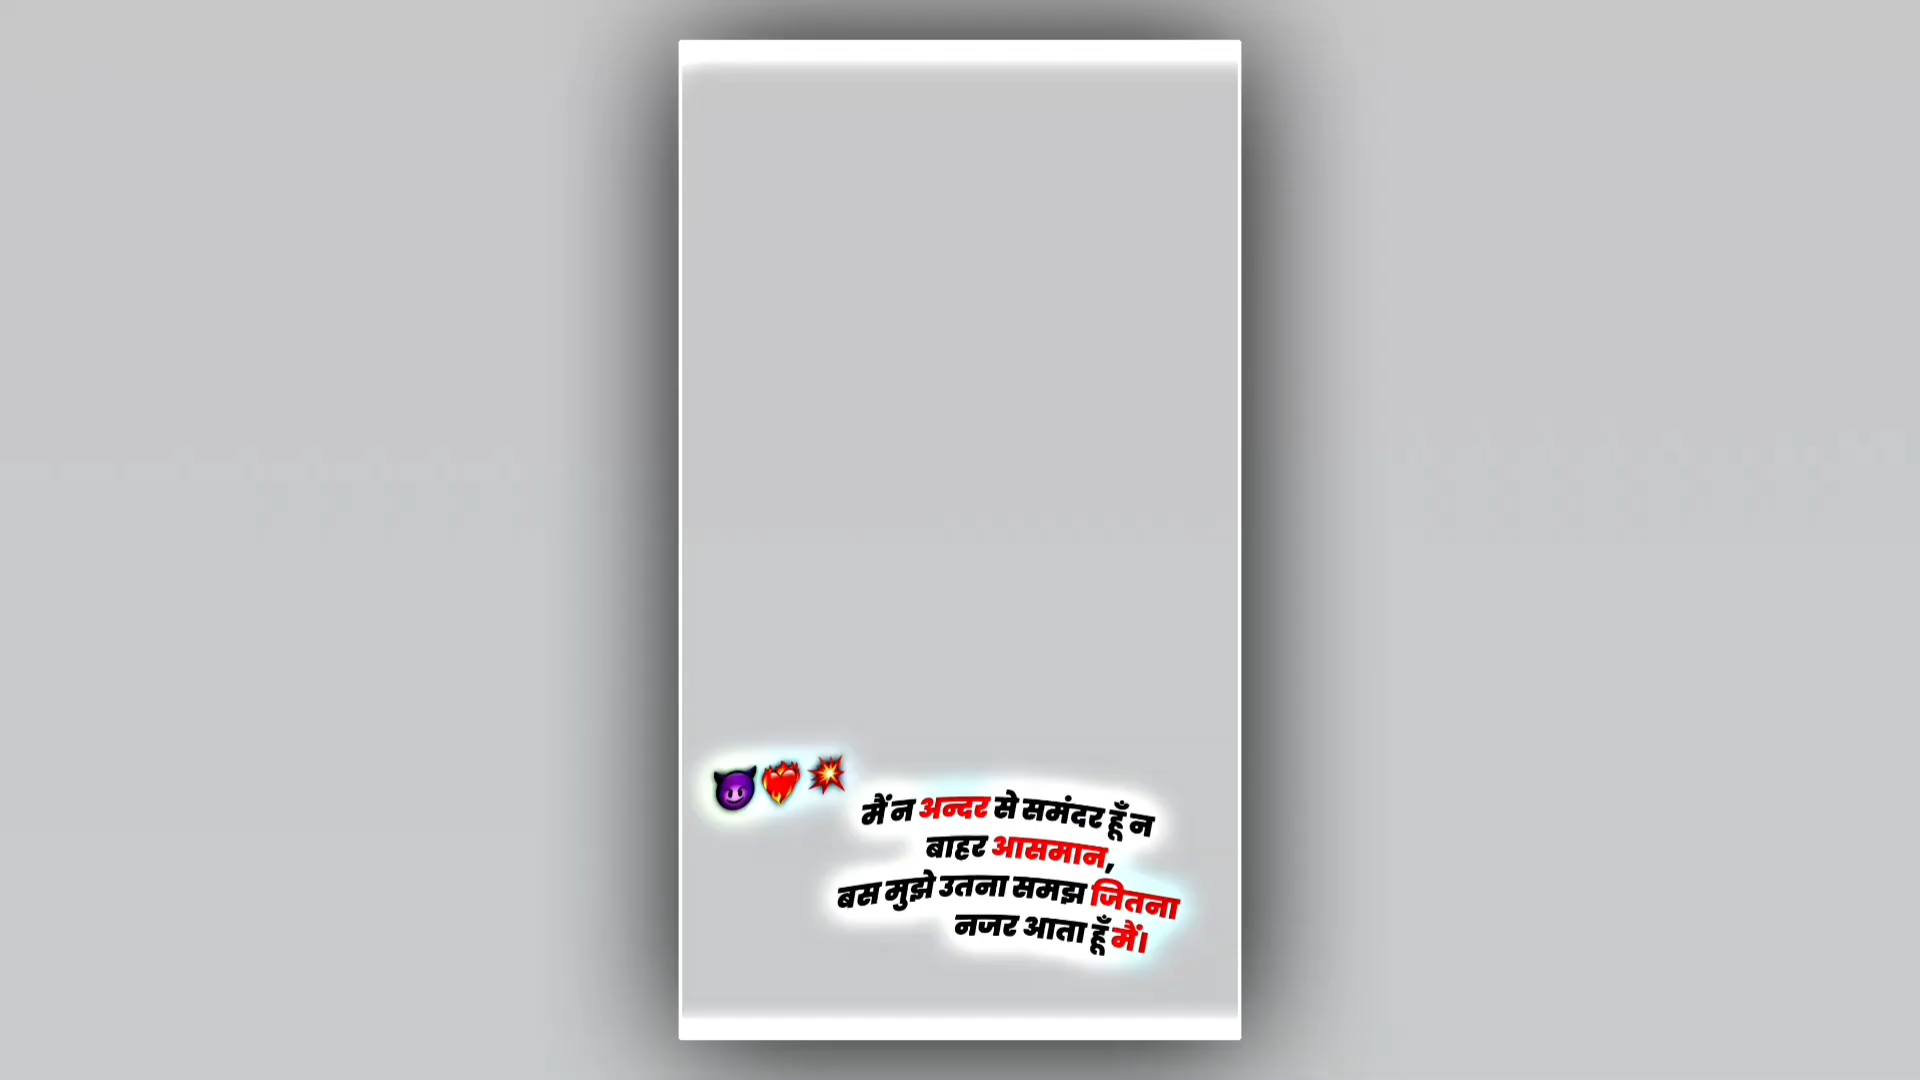 😈❤️‍🔥💥
मैं न अन्दर से समंदर हूँ न
बाहर आसमान,
बस मुझे उतना समझ जितना
नजर आता हूँ मैं।